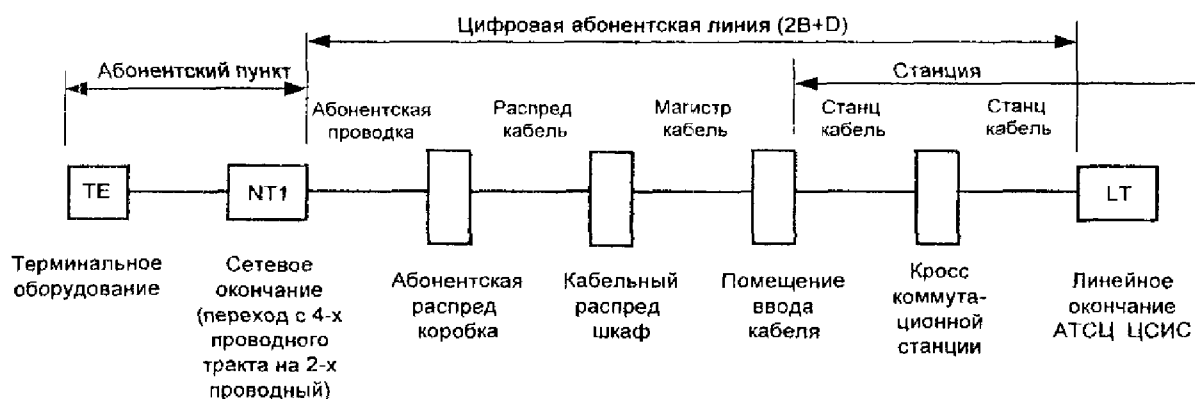 Цифровая абонентская линия (2B+D)
Абонентский пункт
Станция
Абонентская
проводка
Распред
кабель
Магистр
кабель
Станц
кабель
Станц
кабель
TE
NT1
LT
Терминальное
оборудование
Сетевое
окончание
(переход с 4-х
проводного
тракта на 2-х
проводный)
Абонентская
распред
коробка
Кабельный
распред
шкаф
Помещение
ввода
кабеля
Кросс
коммута-
ционной
станции
Линейное
окончание
АТСЦ ЦСИС